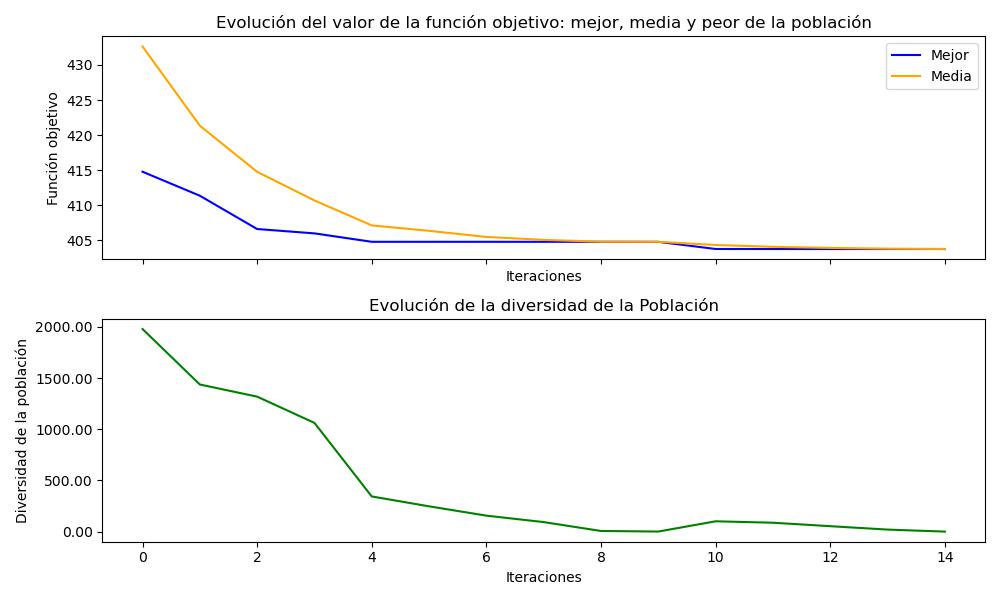 Evolución del valor de la función objetivo: mejor, media y peor de la población
Función objetivo
430
425
420
415
410
405
Mejor
Media
Iteraciones
Evolución de la diversidad de la Población
Diversidad de la población
2000.00
1500.00
1000.00
500.00
0.00
0 2 4 6 8 10 12 14
Iteraciones